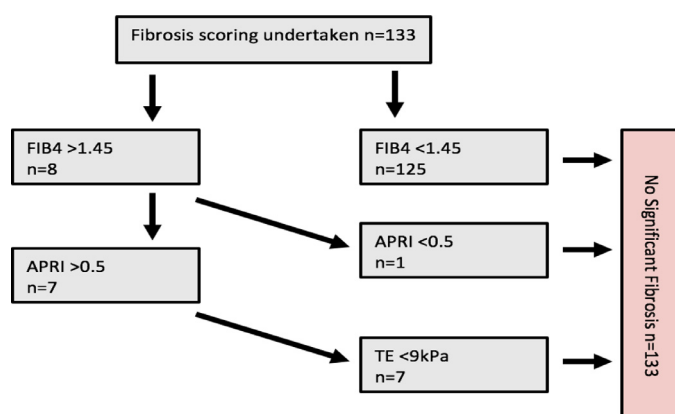 Fibrosis scoring undertaken n=133
FIB4 >1.45
n=8
FIB4 <1.45
n=125
APRI >0.5
n=7
APRI <0.5
n=1
TE <9kPa
n=7
No Significant Fibrosis n=133